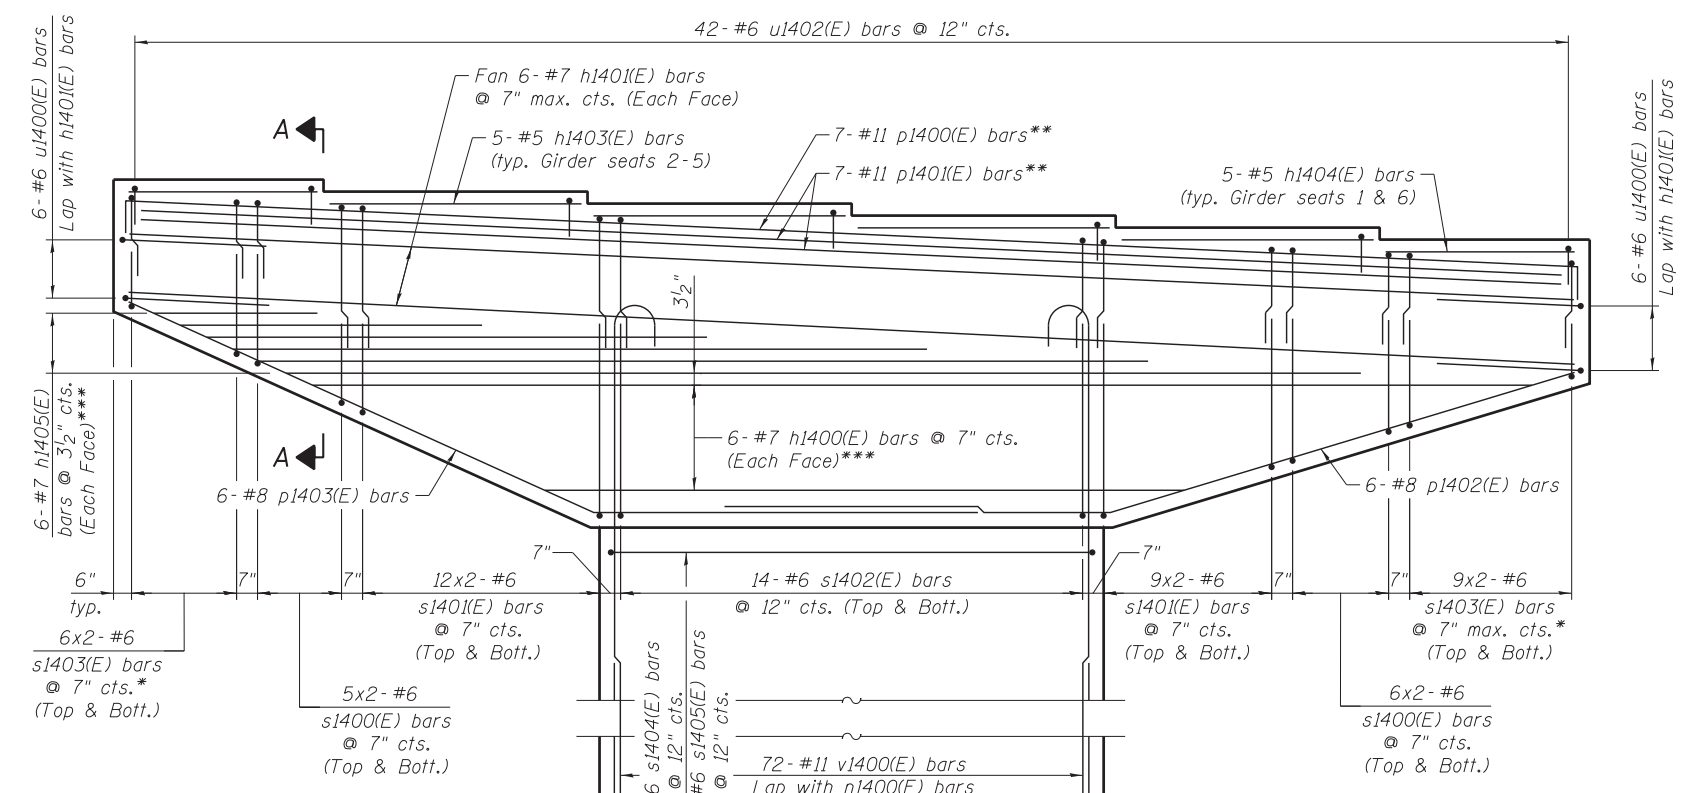 42-#6 u1402(E) bars @ 12" cts.
6-#6 u1400(E) bars
Lap with h1401(E) bars
Fan 6-#7 h1401(E) bars
@ 7" max. cts. (Each Face)
A
5-#5 h1403(E) bars
(typ. Girder seats 2-5)
7-#11 p1400(E) bars**
7-#11 p1401(E) bars**
5-#5 h1404(E) bars
(typ. Girder seats 1 & 6)
6-#6 u1400(E) bars
Lap with h1401(E) bars
3½"
6-#7 h1405(E)
bars @ 3½" cts.
(Each Face)***
A
6-#7 h1400(E) bars @ 7" cts.
(Each Face)***
6-#8 p1403(E) bars
6-#8 p1402(E) bars
7"
7"
6"
typ.
7"
7"
12x2-#6
s1401(E) bars
@ 7" cts.
(Top & Bott.)
14-#6 s1402(E) bars
@ 12" cts. (Top & Bott.)
9x2-#6
s1401(E) bars
@ 7" cts.
(Top & Bott.)
7"
7"
9x2-#6
s1403(E) bars
@ 7" max. cts.*
(Top & Bott.)
6x2-#6
s1403(E) bars
@ 7" cts.*
(Top & Bott.)
5x2-#6
s1400(E) bars
@ 7" cts.
(Top & Bott.)
6 s1404(E) bars
@ 12" cts.
#6 s1405(E) bars
@ 12" cts.
6x2-#6
s1400(E) bars
@ 7" cts.
(Top & Bott.)
72-#11 v1400(E) bars
Lap with n1400(E) bars